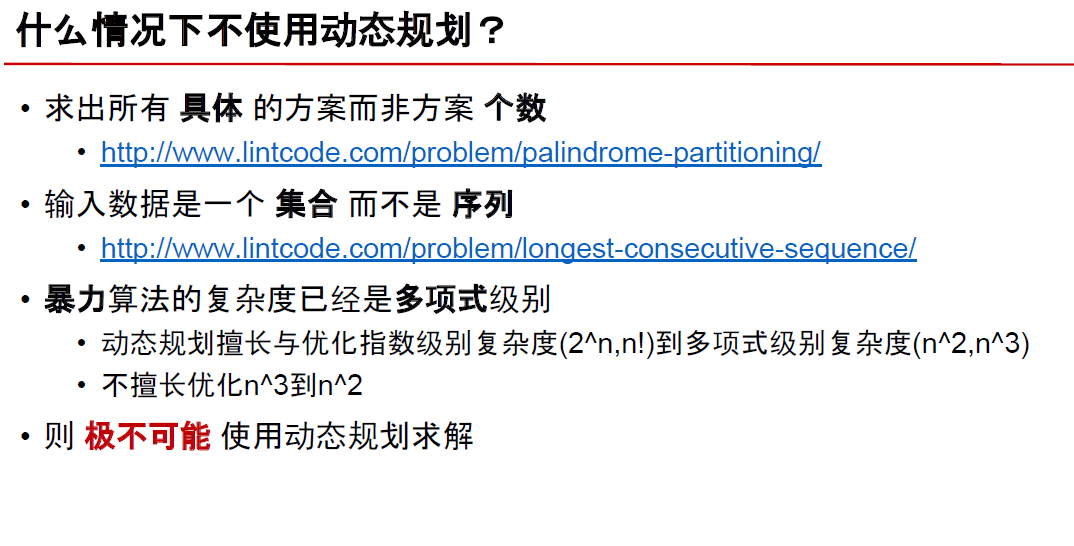 什么情况下不使用动态规划？
• 求出所有 具体 的方案而非方案 个数
• http://www.lintcode.com/problem/palindrome-partitioning/
• 输入数据是一个 集合 而不是 序列
• http://www.lintcode.com/problem/longest-consecutive-sequence/
• 暴力算法的复杂度已经是多项式级别
• 动态规划擅长与优化指数级别复杂度(2^n,n!)到多项式级别复杂度(n^2,n^3)
• 不擅长优化n^3到n^2
• 则 极不可能 使用动态规划求解